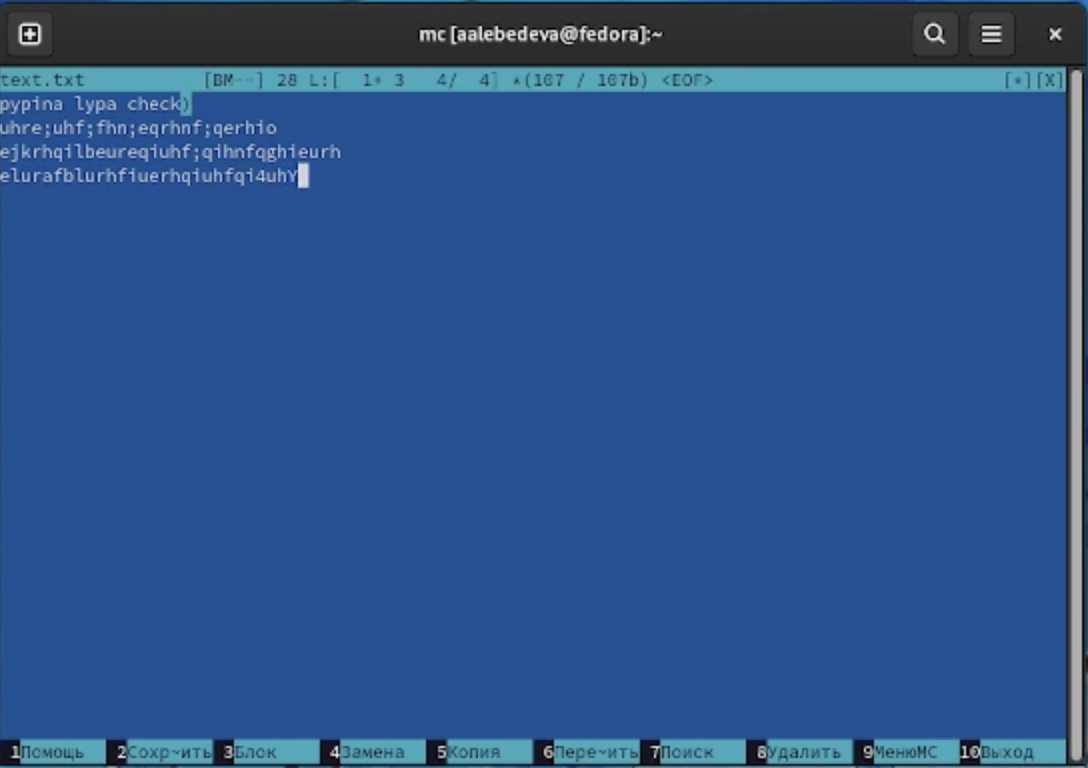 mc [aalebedeva@fedora]:~
text.txt [BM--] 28 L:[ 1+ 3 4/ 4] *(107 / 107b) <EOF> [*][X]
pypina lypa check)
uhre;uhf;fhn;eqrhnf;qerhio
ejkrhqilbeureqiuhf;qihnfqghieurh
elurafblurhfiuerhqiuhfqi4uhY
1Помощь 2Сохр~ить 3Блок 4Замена 5Копия 6Пере~ить 7Поиск 8Удалить 9МенюMC 10Выход